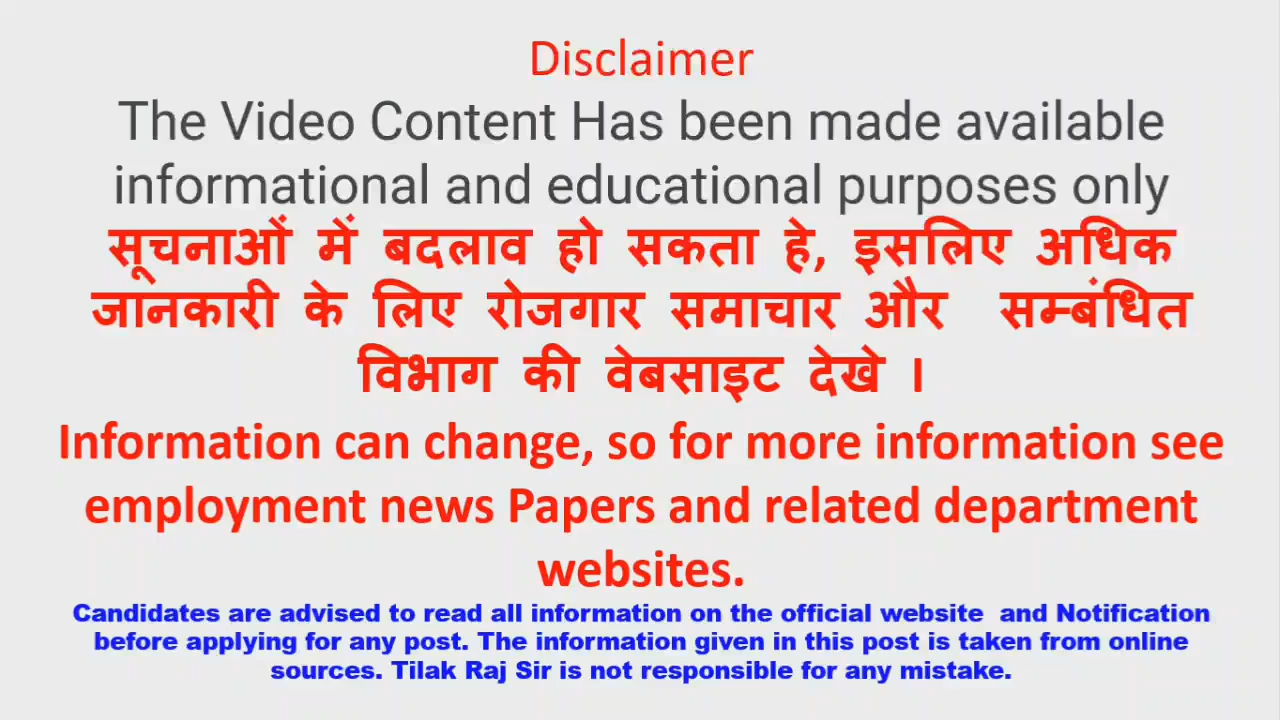 Disclaimer
The Video Content Has been made available
informational and educational purposes only
सूचनाओं में बदलाव हो सकता हे, इसलिए अधिक
जानकारी के लिए रोजगार समाचार और सम्बंधित
विभाग की वेबसाइट देखे ।
Information can change, so for more information see
employment news Papers and related department
websites.
Candidates are advised to read all information on the official website and Notification
before applying for any post. The information given in this post is taken from online
sources. Tilak Raj Sir is not responsible for any mistake.